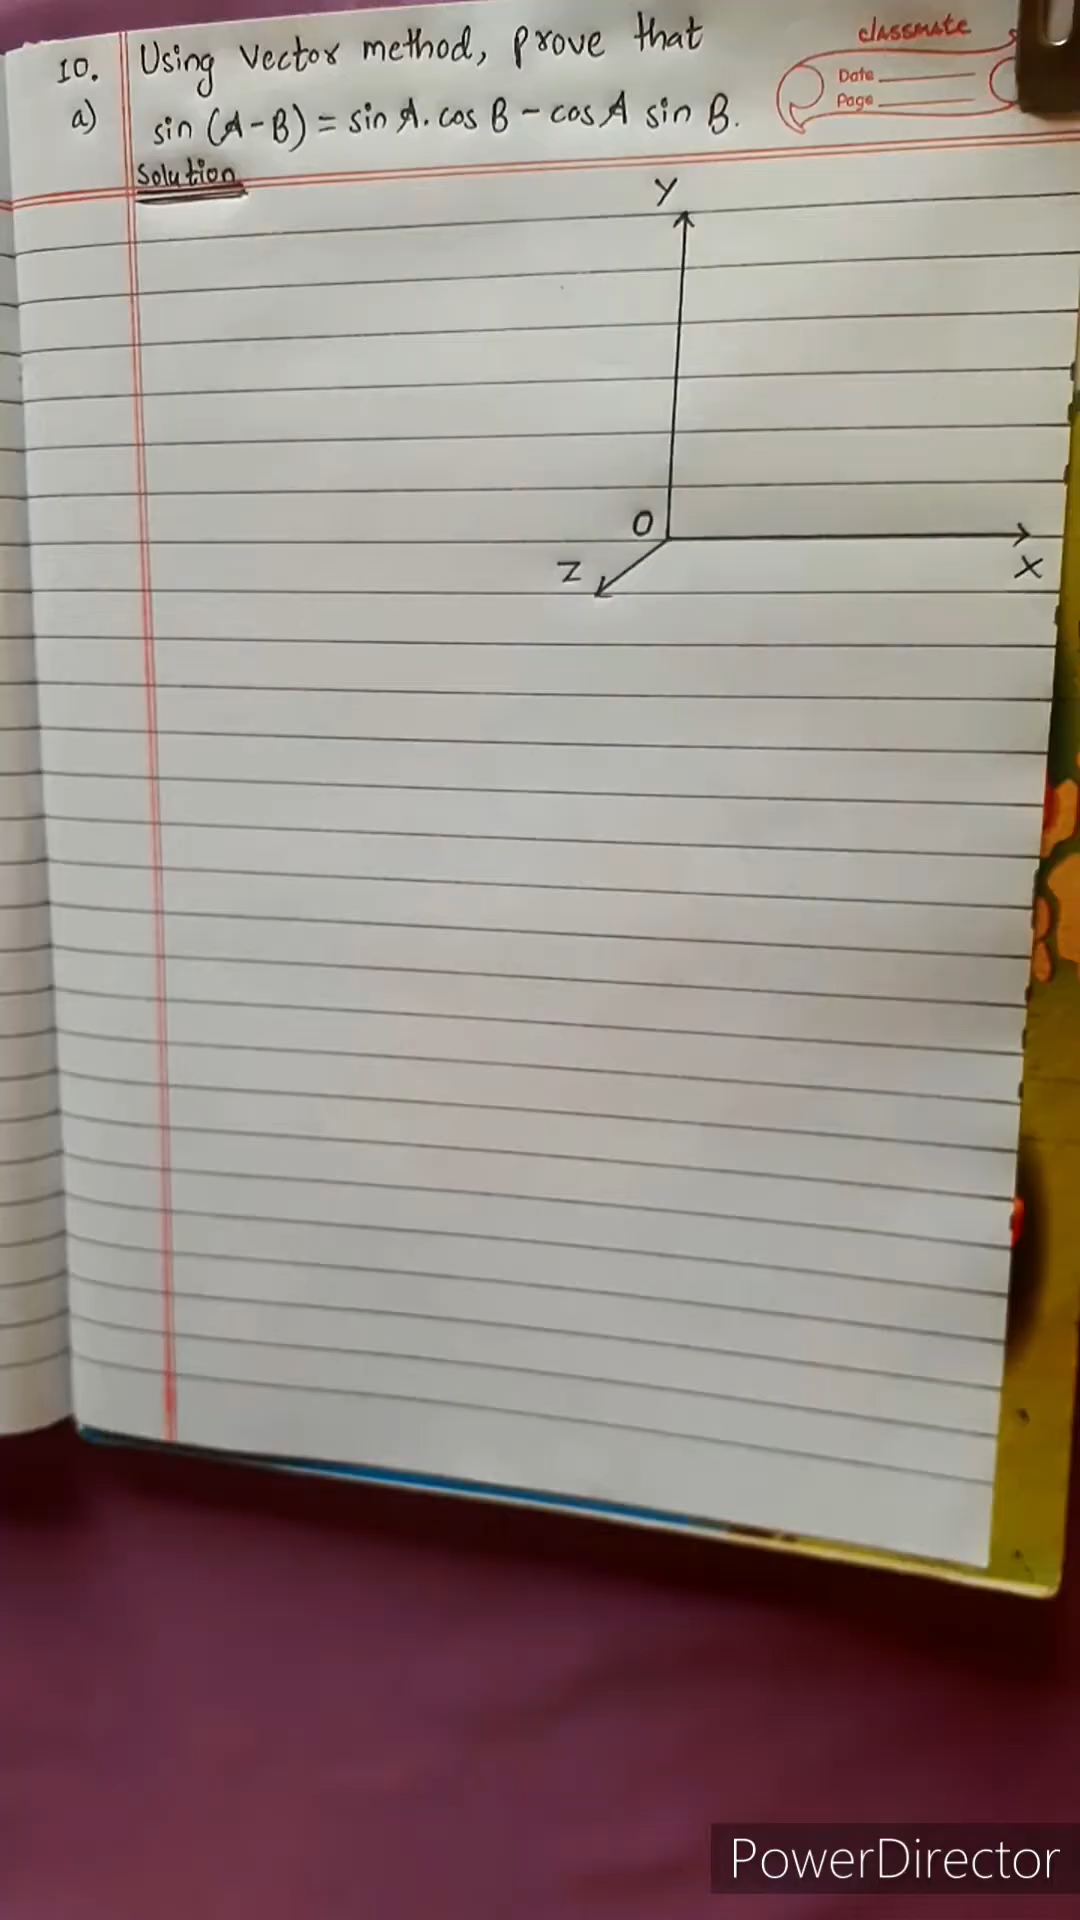 classmate
Date
Page
10. Using Vector method, prove that
a) sin (A-B) = sin A. cos B - cos A sin B.
Solution
Y
O
Z
X
PowerDirector